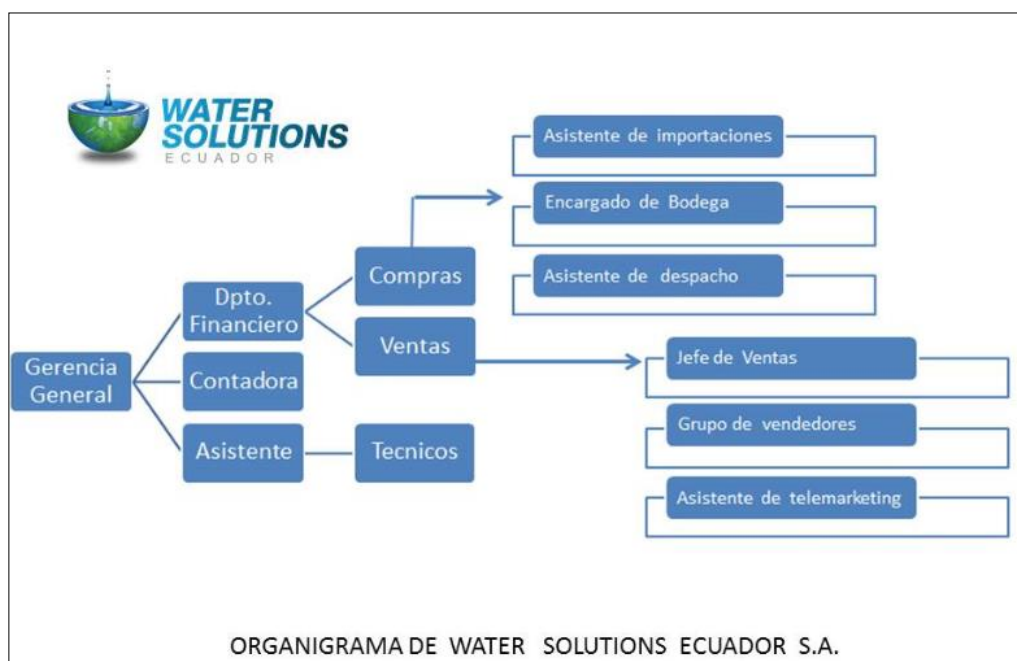 WATER
SOLUTIONS
ECUADOR
Asistente de importaciones
Encargado de Bodega
Asistente de despacho
Compras
Dpto.
Financiero
Ventas
Gerencia
General
Contadora
Asistente
Tecnicos
Jefe de Ventas
Grupo de vendedores
Asistente de telemarketing
ORGANIGRAMA DE WATER SOLUTIONS ECUADOR S.A.